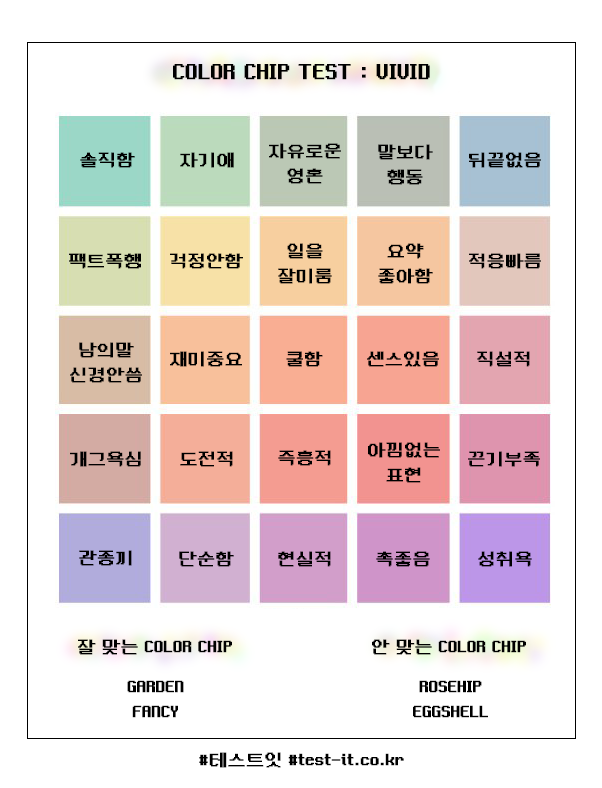 COLOR CHIP TEST : VIVID
솔직함
자기애
자유로운
영혼
말보다
행동
뒤끝없음
팩트폭행
걱정안함
일을
잘미룸
요약
좋아함
적응빠름
남의말
신경안씀
재미중요
쿨함
센스있음
직설적
개그욕심
도전적
즉흥적
아낌없는
표현
끈기부족
관종끼
단순함
현실적
촉좋음
성취욕
잘 맞는 COLOR CHIP
안 맞는 COLOR CHIP
GARDEN
ROSEHIP
FANCY
EGGSHELL
#테스트잇 #test-it.co.kr